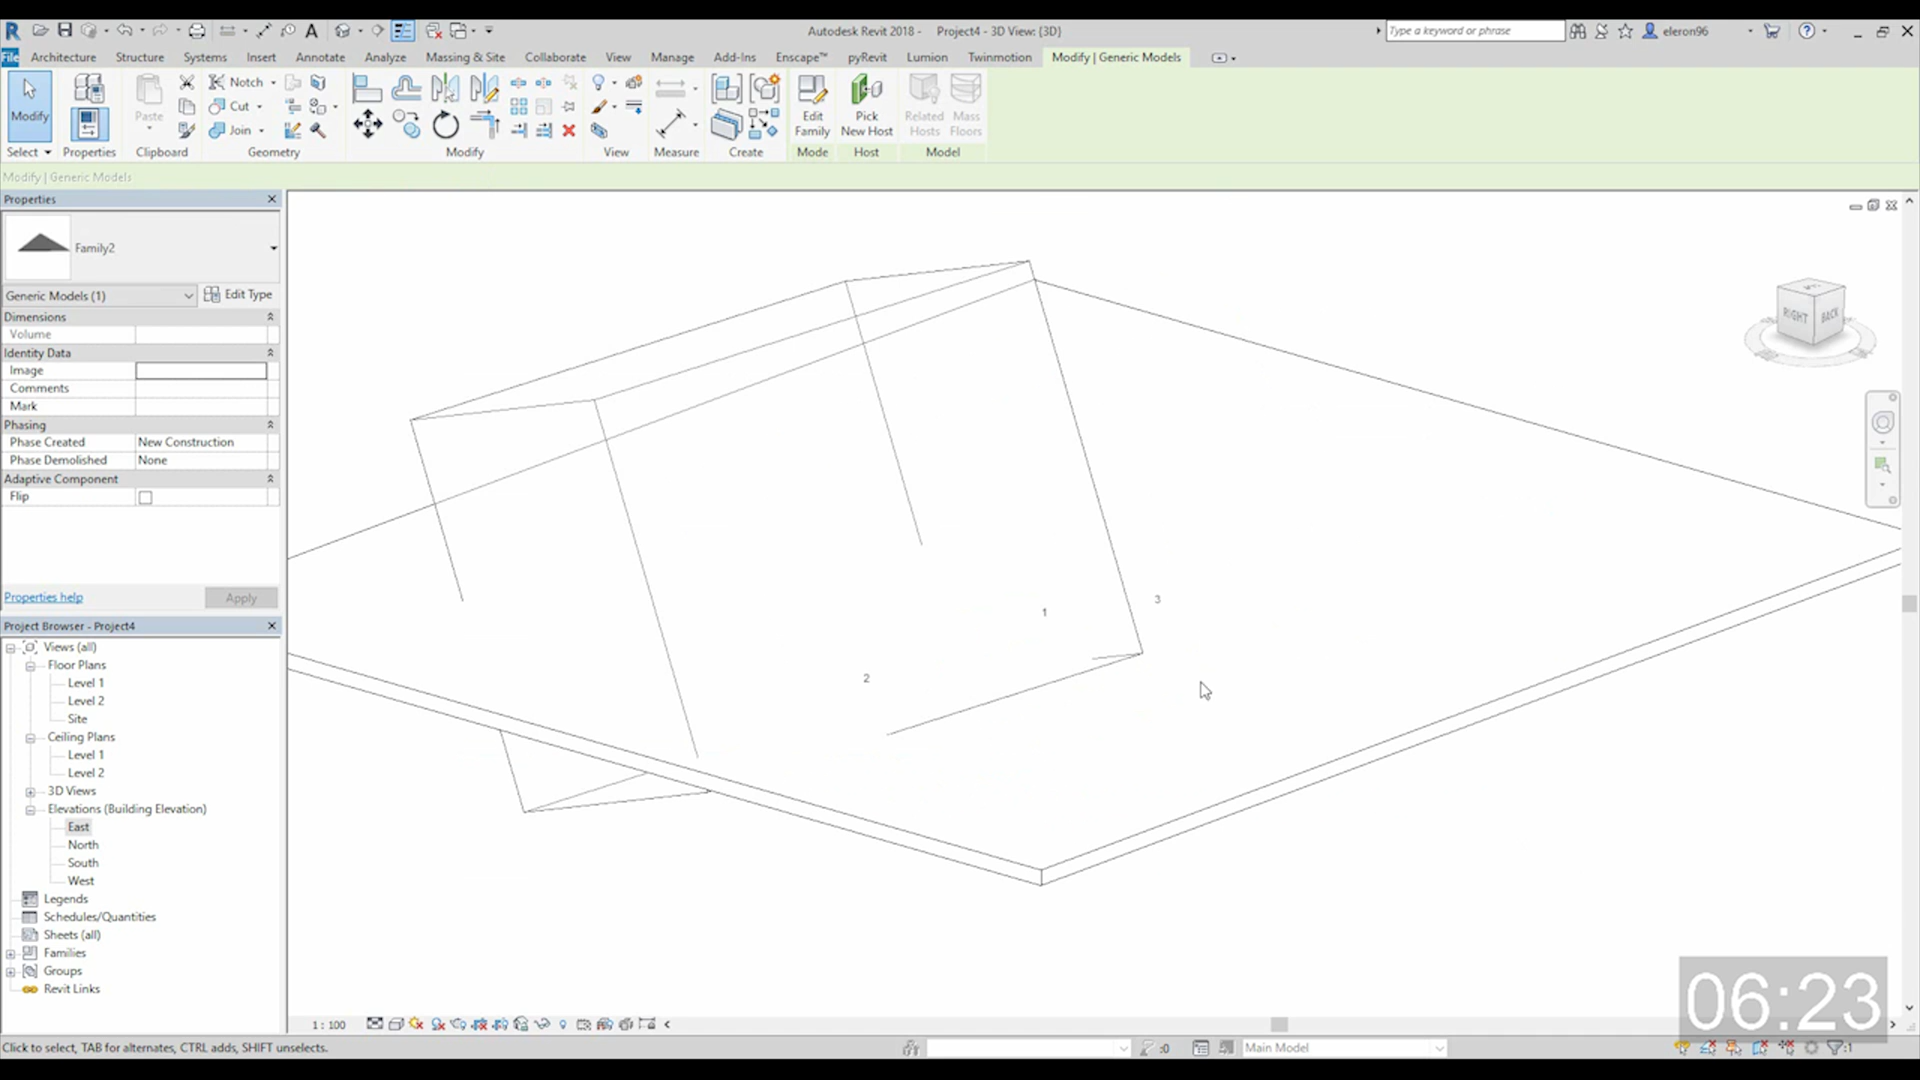 Autodesk Revit 2018 - Project4 - 3D View: {3D}
Type a keyword or phrase
eleron96
File Architecture Structure Systems Insert Annotate Analyze Massing & Site Collaborate View Manage Add-Ins Enscape™ pyRevit Lumion Twinmotion Modify | Generic Models
Modify
Paste
Notch
Cut
Join
Edit Family
Pick New Host
Related Hosts
Mass Floors
Select Properties Clipboard Geometry Modify View Measure Create Mode Host Model
Modify | Generic Models
Properties
Family2
Generic Models (1) Edit Type
Dimensions
Volume
Identity Data
Image
Comments
Mark
Phasing
Phase Created New Construction
Phase Demolished None
Adaptive Component
Flip
Properties help Apply
Project Browser - Project4
Views (all)
Floor Plans
Level 1
Level 2
Site
Ceiling Plans
Level 1
Level 2
3D Views
Elevations (Building Elevation)
East
North
South
West
Legends
Schedules/Quantities
Sheets (all)
Families
Groups
Revit Links
RIGHT BACK
1
3
2
06:23
1 : 100
Click to select, TAB for alternates, CTRL adds, SHIFT unselects.
:0
Main Model
:1